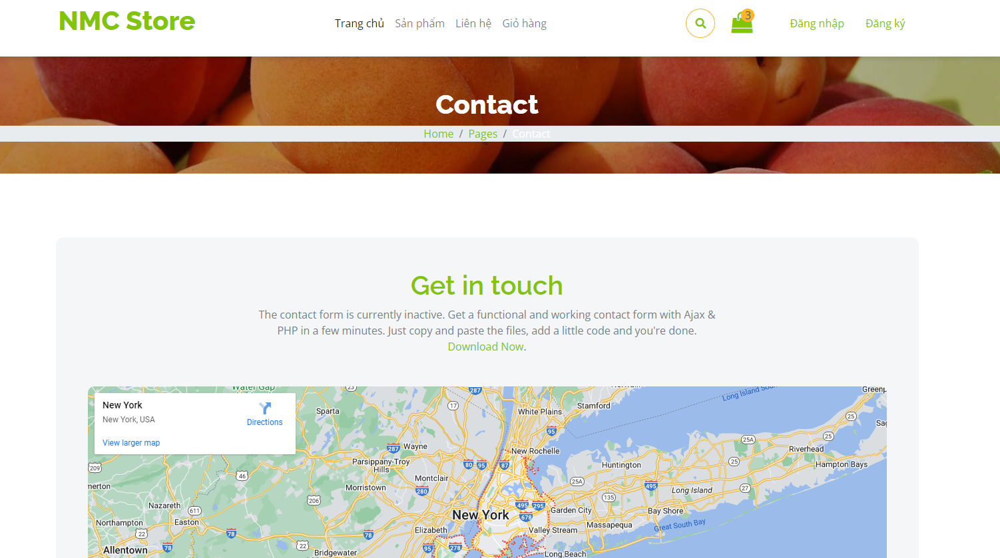 NMC Store
Trang chủ Sản phẩm Liên hệ Giỏ hàng
3
Đăng nhập Đăng ký
Contact
Home / Pages / Contact
Get in touch
The contact form is currently inactive. Get a functional and working contact form with Ajax &
PHP in a few minutes. Just copy and paste the files, add a little code and you're done.
Download Now.
New York
New York, USA
Directions
View larger map
Water Gap
23
287
Long Island
Greenp
17
Stamford
Sparta
White Plains
25
95
25A
25
287
Wayne
New Rochelle
Riverhead
209
Parsippany-Troy
Hills
80
95
87
Huntington
25
Hampton Bays
46
Montclair
25A
merton
Morristown
280
495
Long Island
27
206
135
Nazareth
611
495
295
Garden City
Bay Shore
New York
678
Northampton
Easton
Massapequa
Great South Bay
22
78
78
Elizabeth
Valley Stream
Allentown
78
22
Bridgewater
95
278
Long Beach